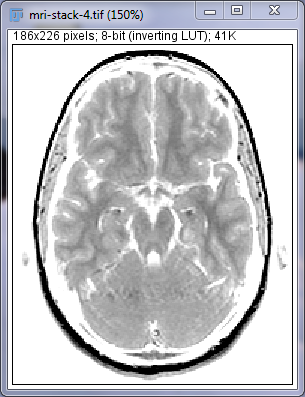 mri-stack-4.tif (150%)
186x226 pixels; 8-bit (inverting LUT); 41K